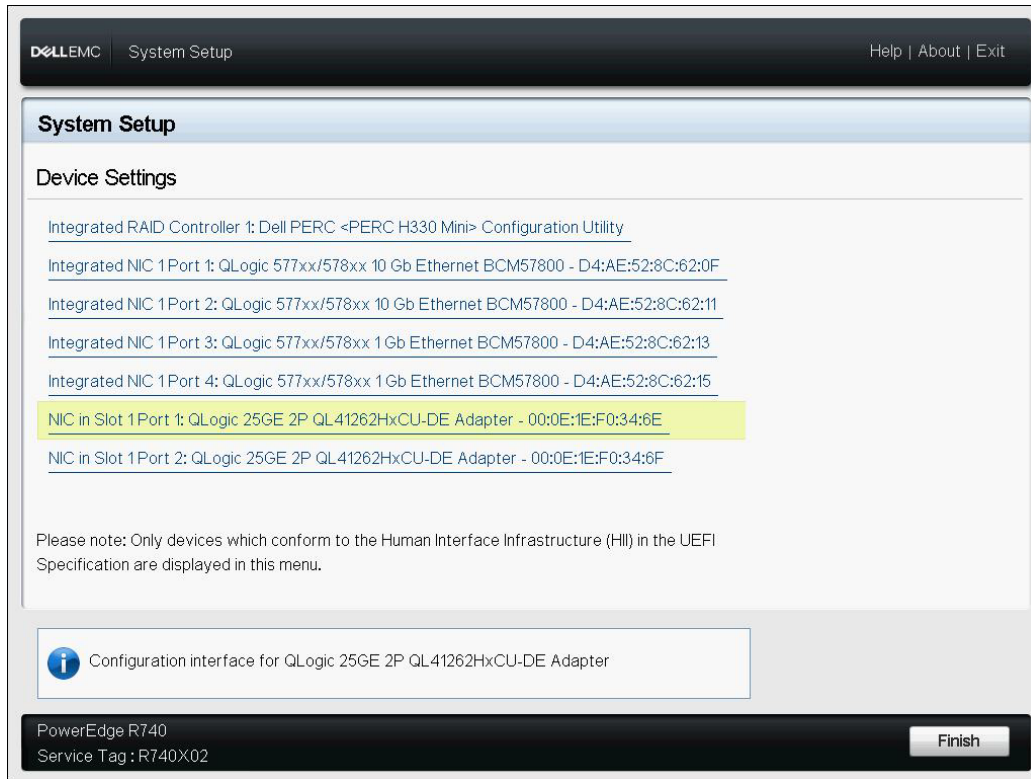 DELLEMC System Setup Help | About | Exit
System Setup
Device Settings
Integrated RAID Controller 1: Dell PERC <PERC H330 Mini> Configuration Utility
Integrated NIC 1 Port 1: QLogic 577xx/578xx 10 Gb Ethernet BCM57800 - D4:AE:52:8C:62:0F
Integrated NIC 1 Port 2: QLogic 577xx/578xx 10 Gb Ethernet BCM57800 - D4:AE:52:8C:62:11
Integrated NIC 1 Port 3: QLogic 577xx/578xx 1 Gb Ethernet BCM57800 - D4:AE:52:8C:62:13
Integrated NIC 1 Port 4: QLogic 577xx/578xx 1 Gb Ethernet BCM57800 - D4:AE:52:8C:62:15
NIC in Slot 1 Port 1: QLogic 25GE 2P QL41262HxCU-DE Adapter - 00:0E:1E:F0:34:6E
NIC in Slot 1 Port 2: QLogic 25GE 2P QL41262HxCU-DE Adapter - 00:0E:1E:F0:34:6F
Please note: Only devices which conform to the Human Interface Infrastructure (HII) in the UEFI
Specification are displayed in this menu.
Configuration interface for QLogic 25GE 2P QL41262HxCU-DE Adapter
PowerEdge R740
Service Tag : R740X02
Finish